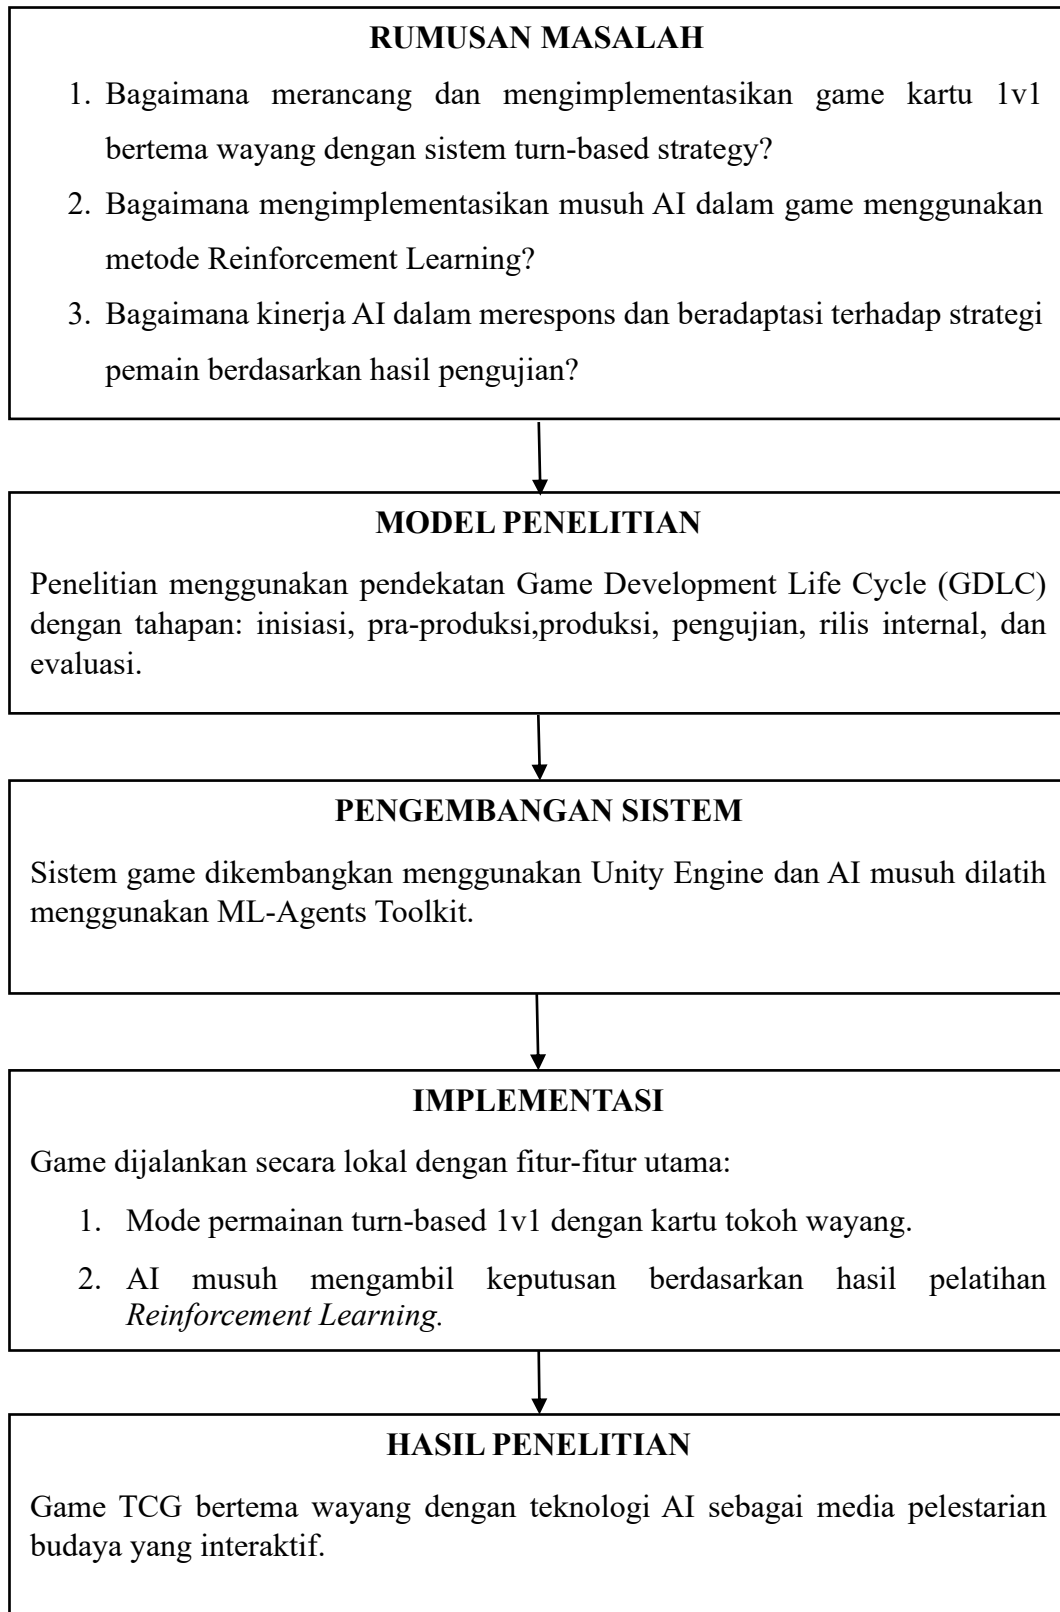 RUMUSAN MASALAH
1. Bagaimana merancang dan mengimplementasikan game kartu 1v1
bertema wayang dengan sistem turn-based strategy?
2. Bagaimana mengimplementasikan musuh AI dalam game menggunakan
metode Reinforcement Learning?
3. Bagaimana kinerja AI dalam merespons dan beradaptasi terhadap strategi
pemain berdasarkan hasil pengujian?
MODEL PENELITIAN
Penelitian menggunakan pendekatan Game Development Life Cycle (GDLC)
dengan tahapan: inisiasi, pra-produksi,produksi, pengujian, rilis internal, dan
evaluasi.
PENGEMBANGAN SISTEM
Sistem game dikembangkan menggunakan Unity Engine dan AI musuh dilatih
menggunakan ML-Agents Toolkit.
IMPLEMENTASI
Game dijalankan secara lokal dengan fitur-fitur utama:
1. Mode permainan turn-based 1v1 dengan kartu tokoh wayang.
2. AI musuh mengambil keputusan berdasarkan hasil pelatihan
Reinforcement Learning.
HASIL PENELITIAN
Game TCG bertema wayang dengan teknologi AI sebagai media pelestarian
budaya yang interaktif.